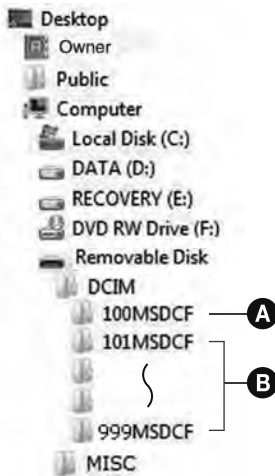 Desktop
Owner
Public
Computer
Local Disk (C:)
DATA (D:)
RECOVERY (E:)
DVD RW Drive (F:)
Removable Disk
DCIM
100MSDCF A
101MSDCF
B
999MSDCF
MISC